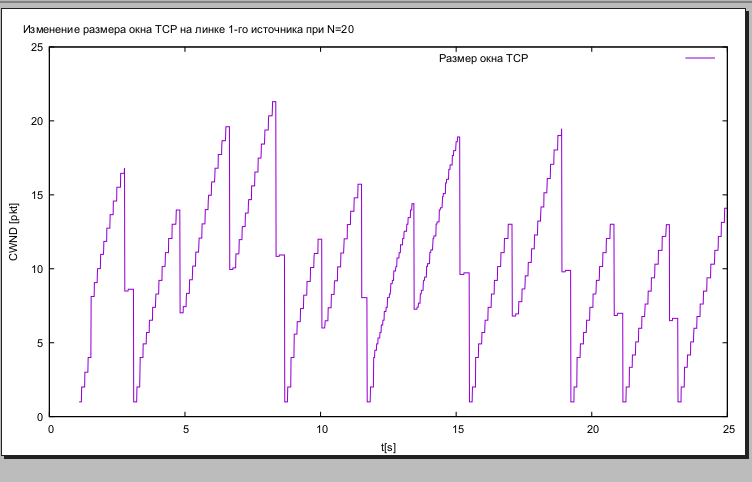 Изменение размера окна TCP на линке 1-го источника при N=20
Размер окна TCP
25
20
15
10
5
0
CWND [pkt]
0 5 10 15 20 25
t[s]